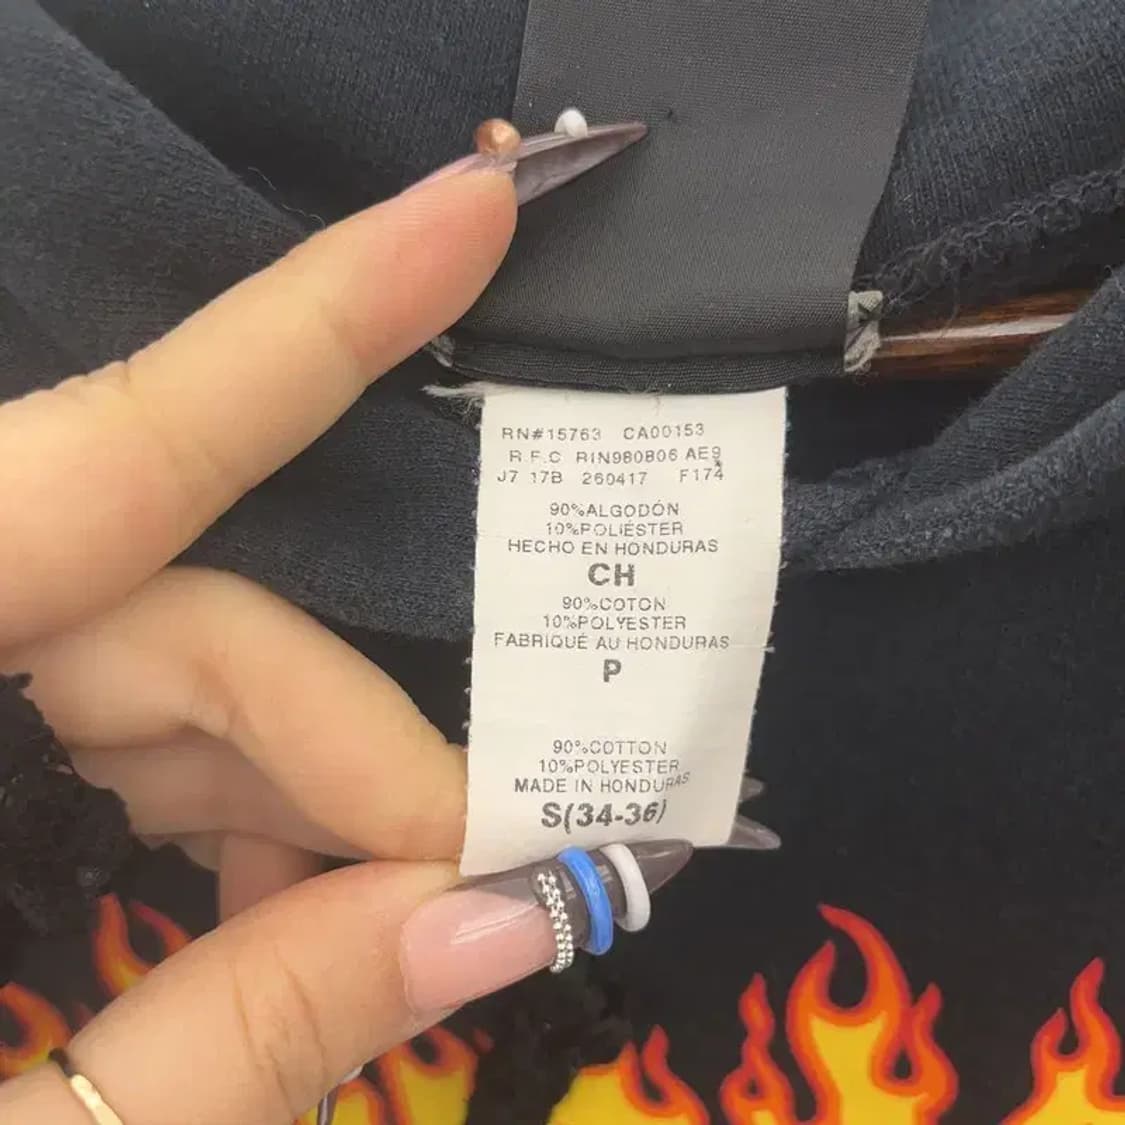 RN#15763 CA00153
R.F.C RIN980806 AE9
J7 17B 260417 F174
90%ALGODÓN
10%POLIÉSTER
HECHO EN HONDURAS
CH
90%COTON
10%POLYESTER
FABRIQUÉ AU HONDURAS
P
90%COTTON
10%POLYESTER
MADE IN HONDURAS
S(34-36)